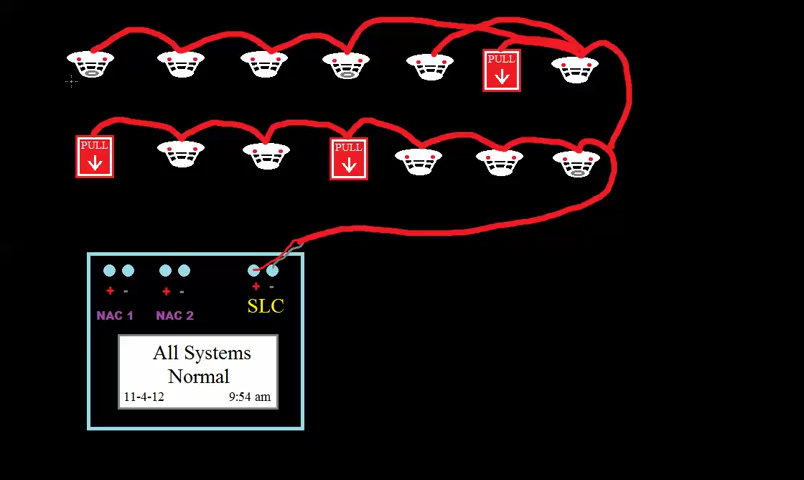 PULL
PULL
PULL
+ - + - + -
NAC 1 NAC 2 SLC
All Systems
Normal
11-4-12 9:54 am